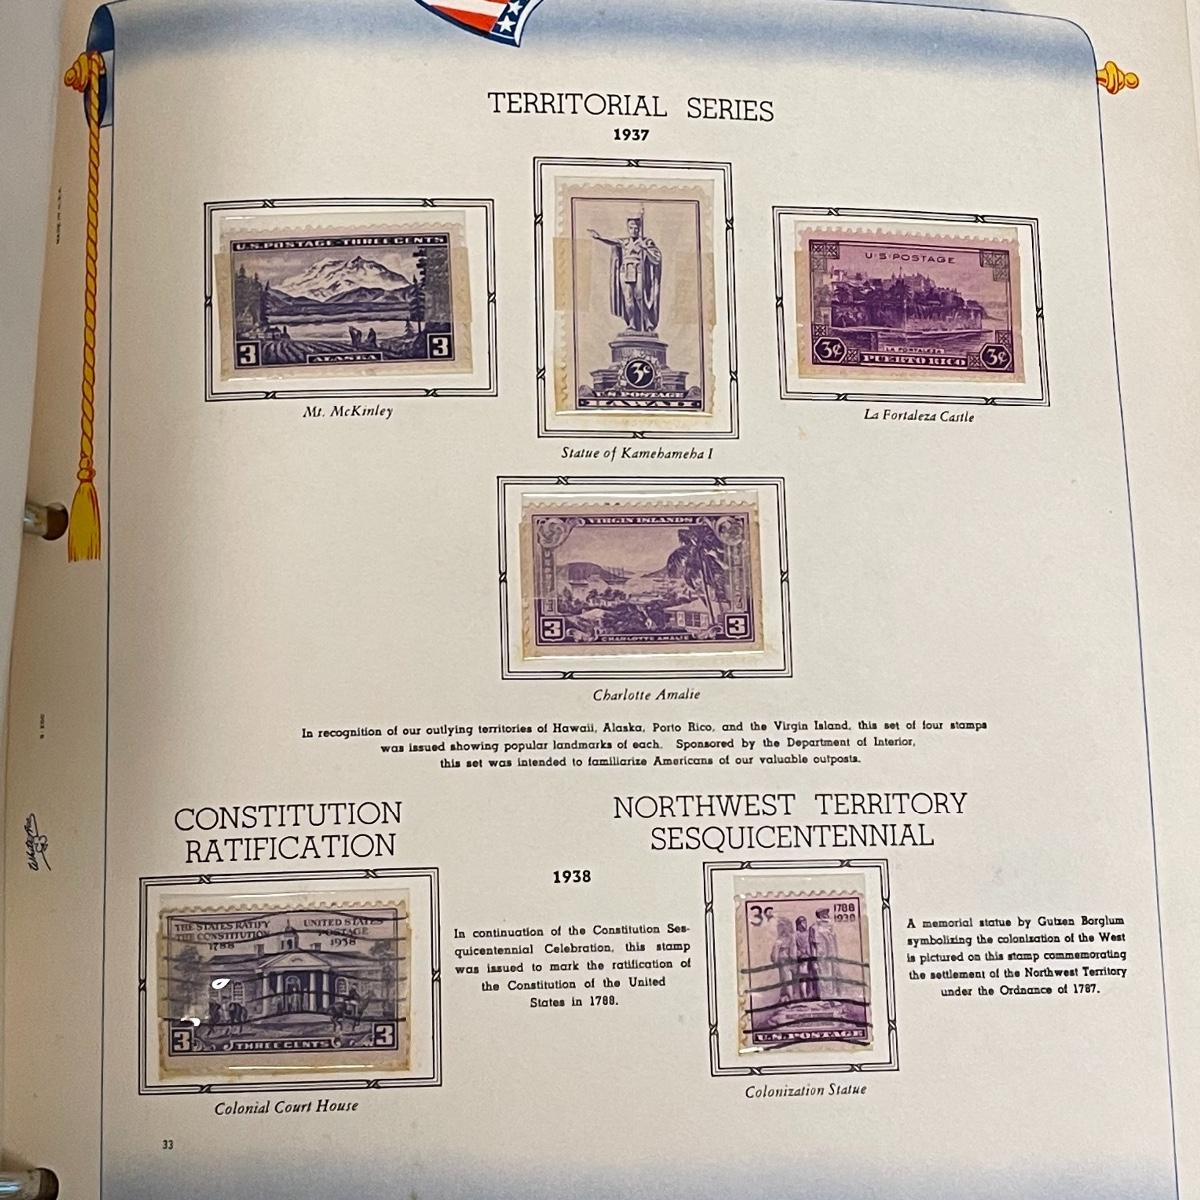 TERRITORIAL SERIES
1937
U.S. POSTAGE - THREE CENTS
3 3
ALASKA
Mt. McKinley
3¢
U.S. POSTAGE
HAWAII
Statue of Kamehameha I
U·S·POSTAGE
LA FORTALEZA
3¢ PUERTO RICO 3¢
La Fortaleza Castle
VIRGIN ISLANDS
3 3
CHARLOTTE AMALIE
Charlotte Amalie
In recognition of our outlying territories of Hawaii, Alaska, Porto Rico, and the Virgin Island, this set of four stamps
was issued showing popular landmarks of each. Sponsored by the Department of Interior,
this set was intended to familiarize Americans of our valuable outposts.
CONSTITUTION
RATIFICATION
THE STATES RATIFY
THE CONSTITUTION
1788
UNITED STATES
POSTAGE
1938
3 THREE CENTS 3
Colonial Court House
1938
In continuation of the Constitution Ses-
quicentennial Celebration, this stamp
was issued to mark the ratification of
the Constitution of the United
States in 1788.
NORTHWEST TERRITORY
SESQUICENTENNIAL
3¢
1788
1938
U.S. POSTAGE
Colonization Statue
A memorial statue by Gutzen Borglum
symbolizing the colonization of the West
is pictured on this stamp commemorating
the settlement of the Northwest Territory
under the Ordnance of 1787.
33